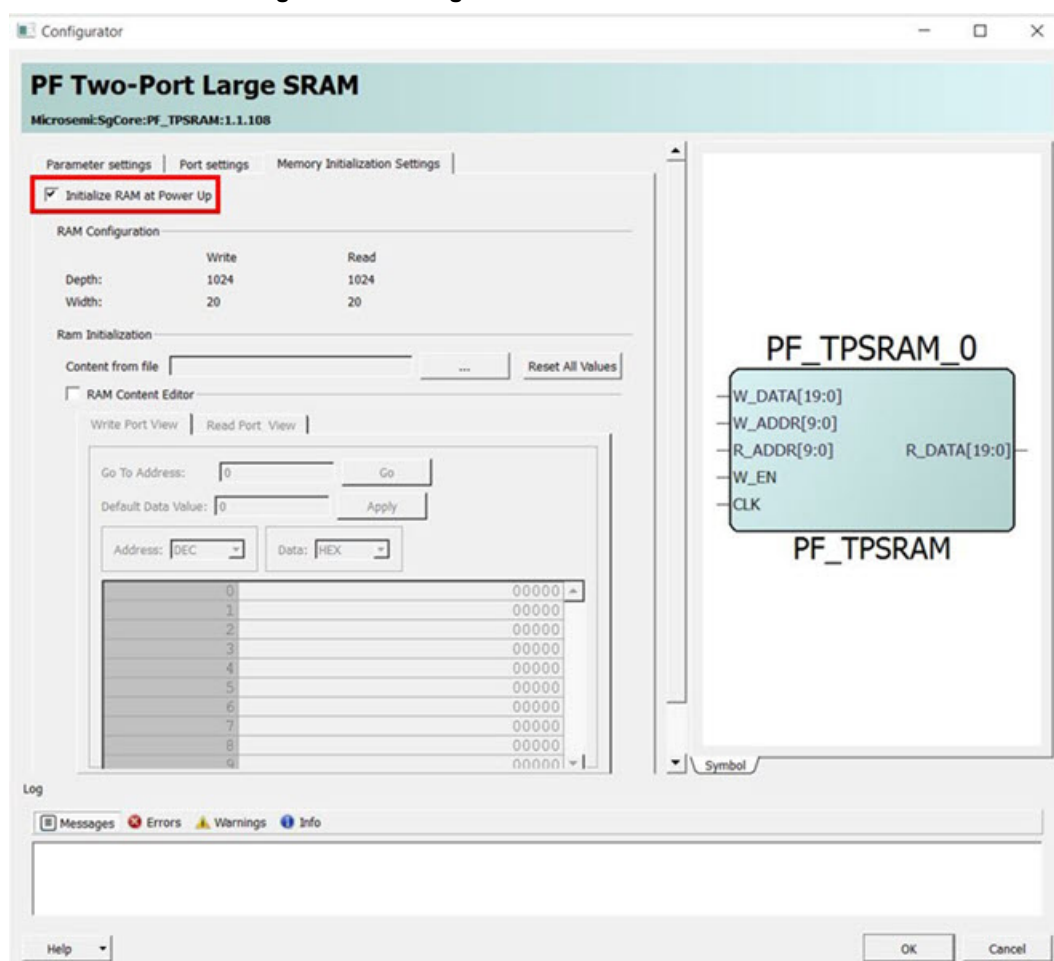 Configurator
PF Two-Port Large SRAM
Microsemi:SgCore:PF_TPSRAM:1.1.108
Parameter settings Port settings Memory Initialization Settings
Initialize RAM at Power Up
RAM Configuration
Write Read
Depth: 1024 1024
Width: 20 20
Ram Initialization
Content from file ... Reset All Values
RAM Content Editor
Write Port View Read Port View
Go To Address: 0 Go
Default Data Value: 0 Apply
Address: DEC Data: HEX
0 00000
1 00000
2 00000
3 00000
4 00000
5 00000
6 00000
7 00000
8 00000
9 00000
PF_TPSRAM_0
W_DATA[19:0]
W_ADDR[9:0]
R_ADDR[9:0] R_DATA[19:0]
W_EN
CLK
PF_TPSRAM
Symbol
Log
Messages Errors Warnings Info
Help OK Cancel